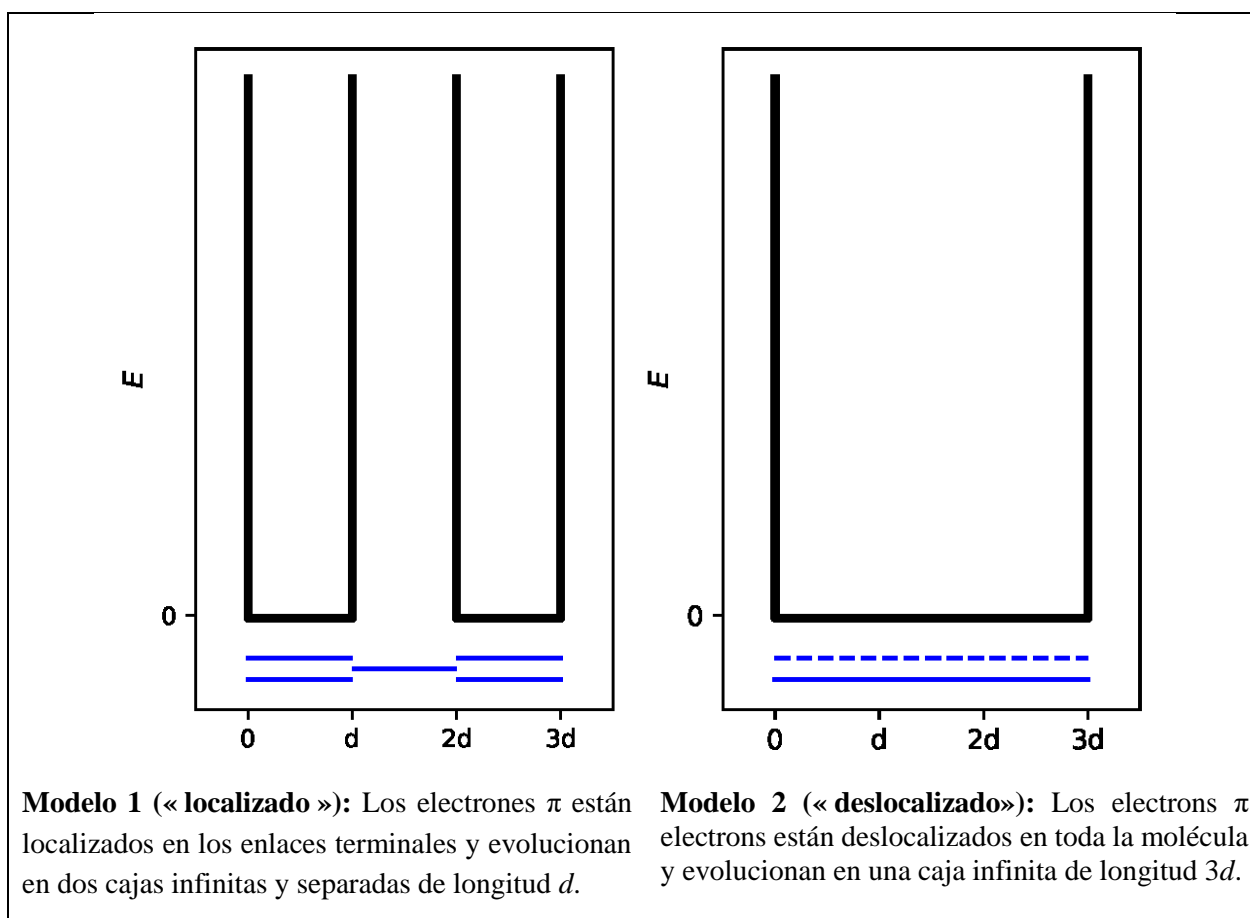 E
0
0 d 2d 3d
E
0
0 d 2d 3d
Modelo 1 (« localizado »): Los electrones π están
localizados en los enlaces terminales y evolucionan
en dos cajas infinitas y separadas de longitud d.
Modelo 2 (« deslocalizado»): Los electrons π
electrons están deslocalizados en toda la molécula
y evolucionan en una caja infinita de longitud 3d.